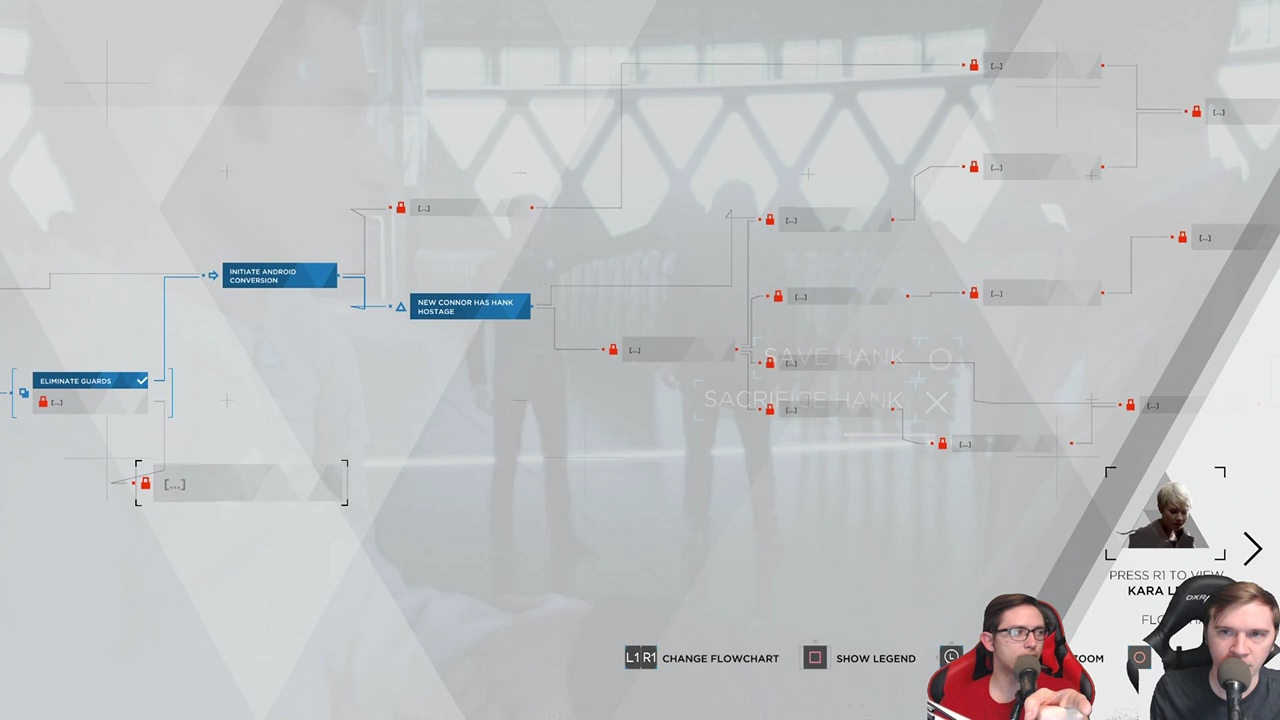 [...]
[...]
[...]
[...]
[...]
[...]
INITIATE ANDROID
CONVERSION
[...]
[...]
NEW CONNOR HAS HANK
HOSTAGE
[...]
SAVE HANK
[...]
ELIMINATE GUARDS
[...]
SACRIFICE HANK
[...]
[...]
[...]
[...]
PRESS R1 TO VIEW
KARA
L1 R1 CHANGE FLOWCHART
SHOW LEGEND
L